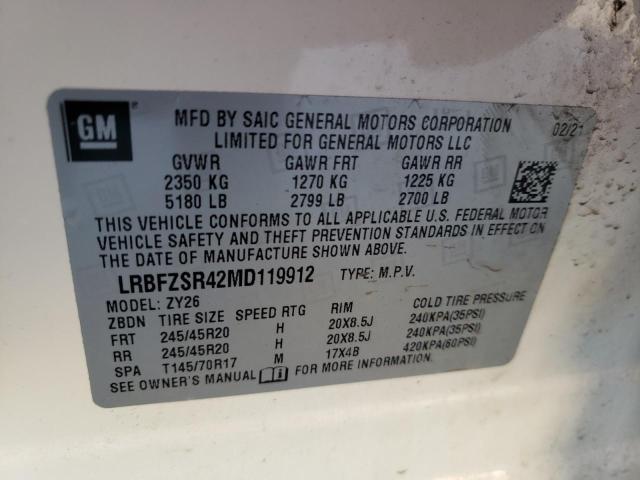 GM
MFD BY SAIC GENERAL MOTORS CORPORATION 02/21
LIMITED FOR GENERAL MOTORS LLC
GVWR GAWR FRT GAWR RR
2350 KG 1270 KG 1225 KG
5180 LB 2799 LB 2700 LB
THIS VEHICLE CONFORMS TO ALL APPLICABLE U.S. FEDERAL MOTOR
VEHICLE SAFETY AND THEFT PREVENTION STANDARDS IN EFFECT ON
THE DATE OF MANUFACTURE SHOWN ABOVE.
LRBFZSR42MD119912 TYPE: M.P.V.
MODEL: ZY26
ZBDN TIRE SIZE SPEED RTG RIM COLD TIRE PRESSURE
FRT 245/45R20 H 20X8.5J 240KPA(35PSI)
RR 245/45R20 H 20X8.5J 240KPA(35PSI)
SPA T145/70R17 M 17X4B 420KPA(60PSI)
SEE OWNER'S MANUAL FOR MORE INFORMATION.